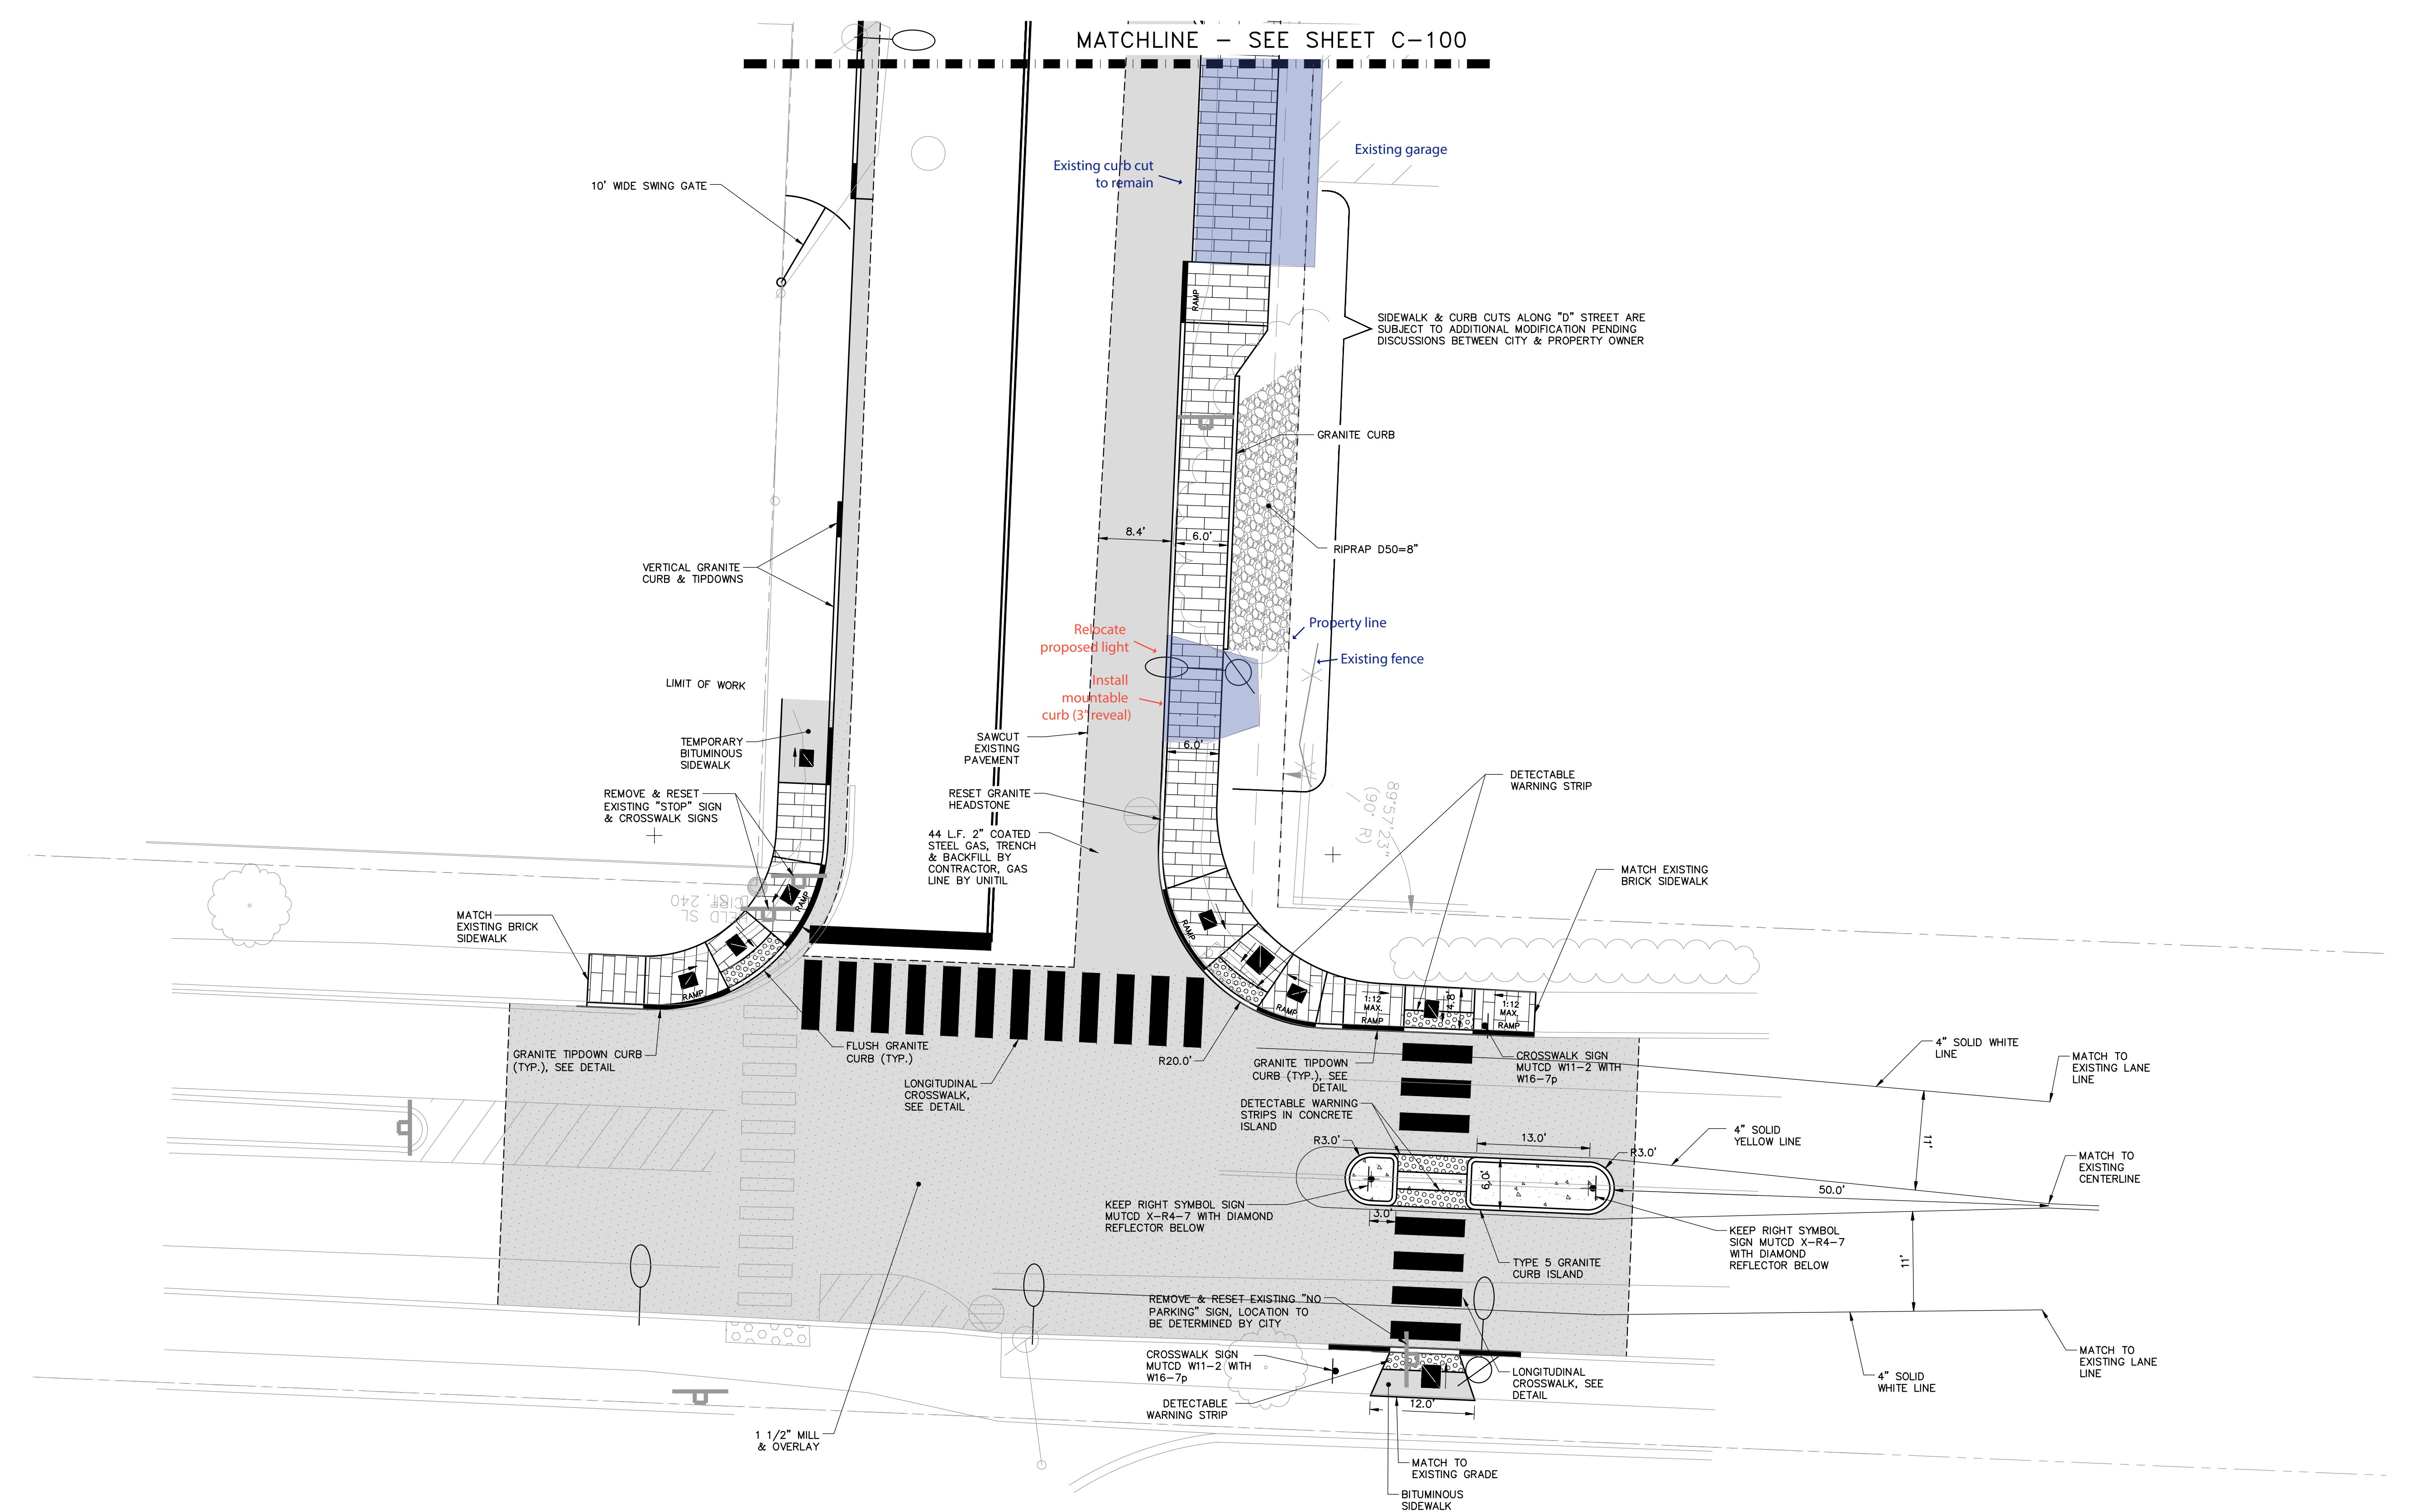 MATCHLINE – SEE SHEET C–100
Existing curb cut
to remain
Existing garage
10' WIDE SWING GATE
RAMP
SIDEWALK & CURB CUTS ALONG "D" STREET ARE
SUBJECT TO ADDITIONAL MODIFICATION PENDING
DISCUSSIONS BETWEEN CITY & PROPERTY OWNER
GRANITE CURB
8.4'
6.0'
RIPRAP D50=8"
VERTICAL GRANITE
CURB & TIPDOWNS
Relocate
proposed light
Property line
Existing fence
Install
mountable
curb (3" reveal)
LIMIT OF WORK
SAWCUT
EXISTING
PAVEMENT
6.0'
TEMPORARY
BITUMINOUS
SIDEWALK
DETECTABLE
WARNING STRIP
REMOVE & RESET
EXISTING "STOP" SIGN
& CROSSWALK SIGNS
RESET GRANITE
HEADSTONE
89°57'23"
(90' R)
44 L.F. 2" COATED
STEEL GAS, TRENCH
& BACKFILL BY
CONTRACTOR, GAS
LINE BY UNITIL
MATCH EXISTING
BRICK SIDEWALK
RAMP
HELD SL
MATCH
EXISTING BRICK
SIDEWALK
RAMP
RAMP
RAMP
1:12
MAX.
RAMP
4.8'
1:12
MAX.
RAMP
FLUSH GRANITE
CURB (TYP.)
GRANITE TIPDOWN CURB
(TYP.), SEE DETAIL
R20.0'
LONGITUDINAL
CROSSWALK,
SEE DETAIL
GRANITE TIPDOWN
CURB (TYP.), SEE
DETAIL
CROSSWALK SIGN
MUTCD W11–2 WITH
W16–7p
4" SOLID WHITE
LINE
MATCH TO
EXISTING LANE
LINE
DETECTABLE WARNING
STRIPS IN CONCRETE
ISLAND
R3.0'
13.0'
R3.0'
4" SOLID
YELLOW LINE
11'
MATCH TO
EXISTING
CENTERLINE
6.0'
50.0'
KEEP RIGHT SYMBOL SIGN
MUTCD X–R4–7 WITH DIAMOND
REFLECTOR BELOW
3.0'
KEEP RIGHT SYMBOL
SIGN MUTCD X–R4–7
WITH DIAMOND
REFLECTOR BELOW
11'
TYPE 5 GRANITE
CURB ISLAND
REMOVE & RESET EXISTING "NO
PARKING" SIGN, LOCATION TO
BE DETERMINED BY CITY
CROSSWALK SIGN
MUTCD W11–2 WITH
W16–7p
LONGITUDINAL
CROSSWALK, SEE
DETAIL
4" SOLID
WHITE LINE
MATCH TO
EXISTING LANE
LINE
DETECTABLE
WARNING STRIP
12.0'
1 1/2" MILL
& OVERLAY
MATCH TO
EXISTING GRADE
BITUMINOUS
SIDEWALK